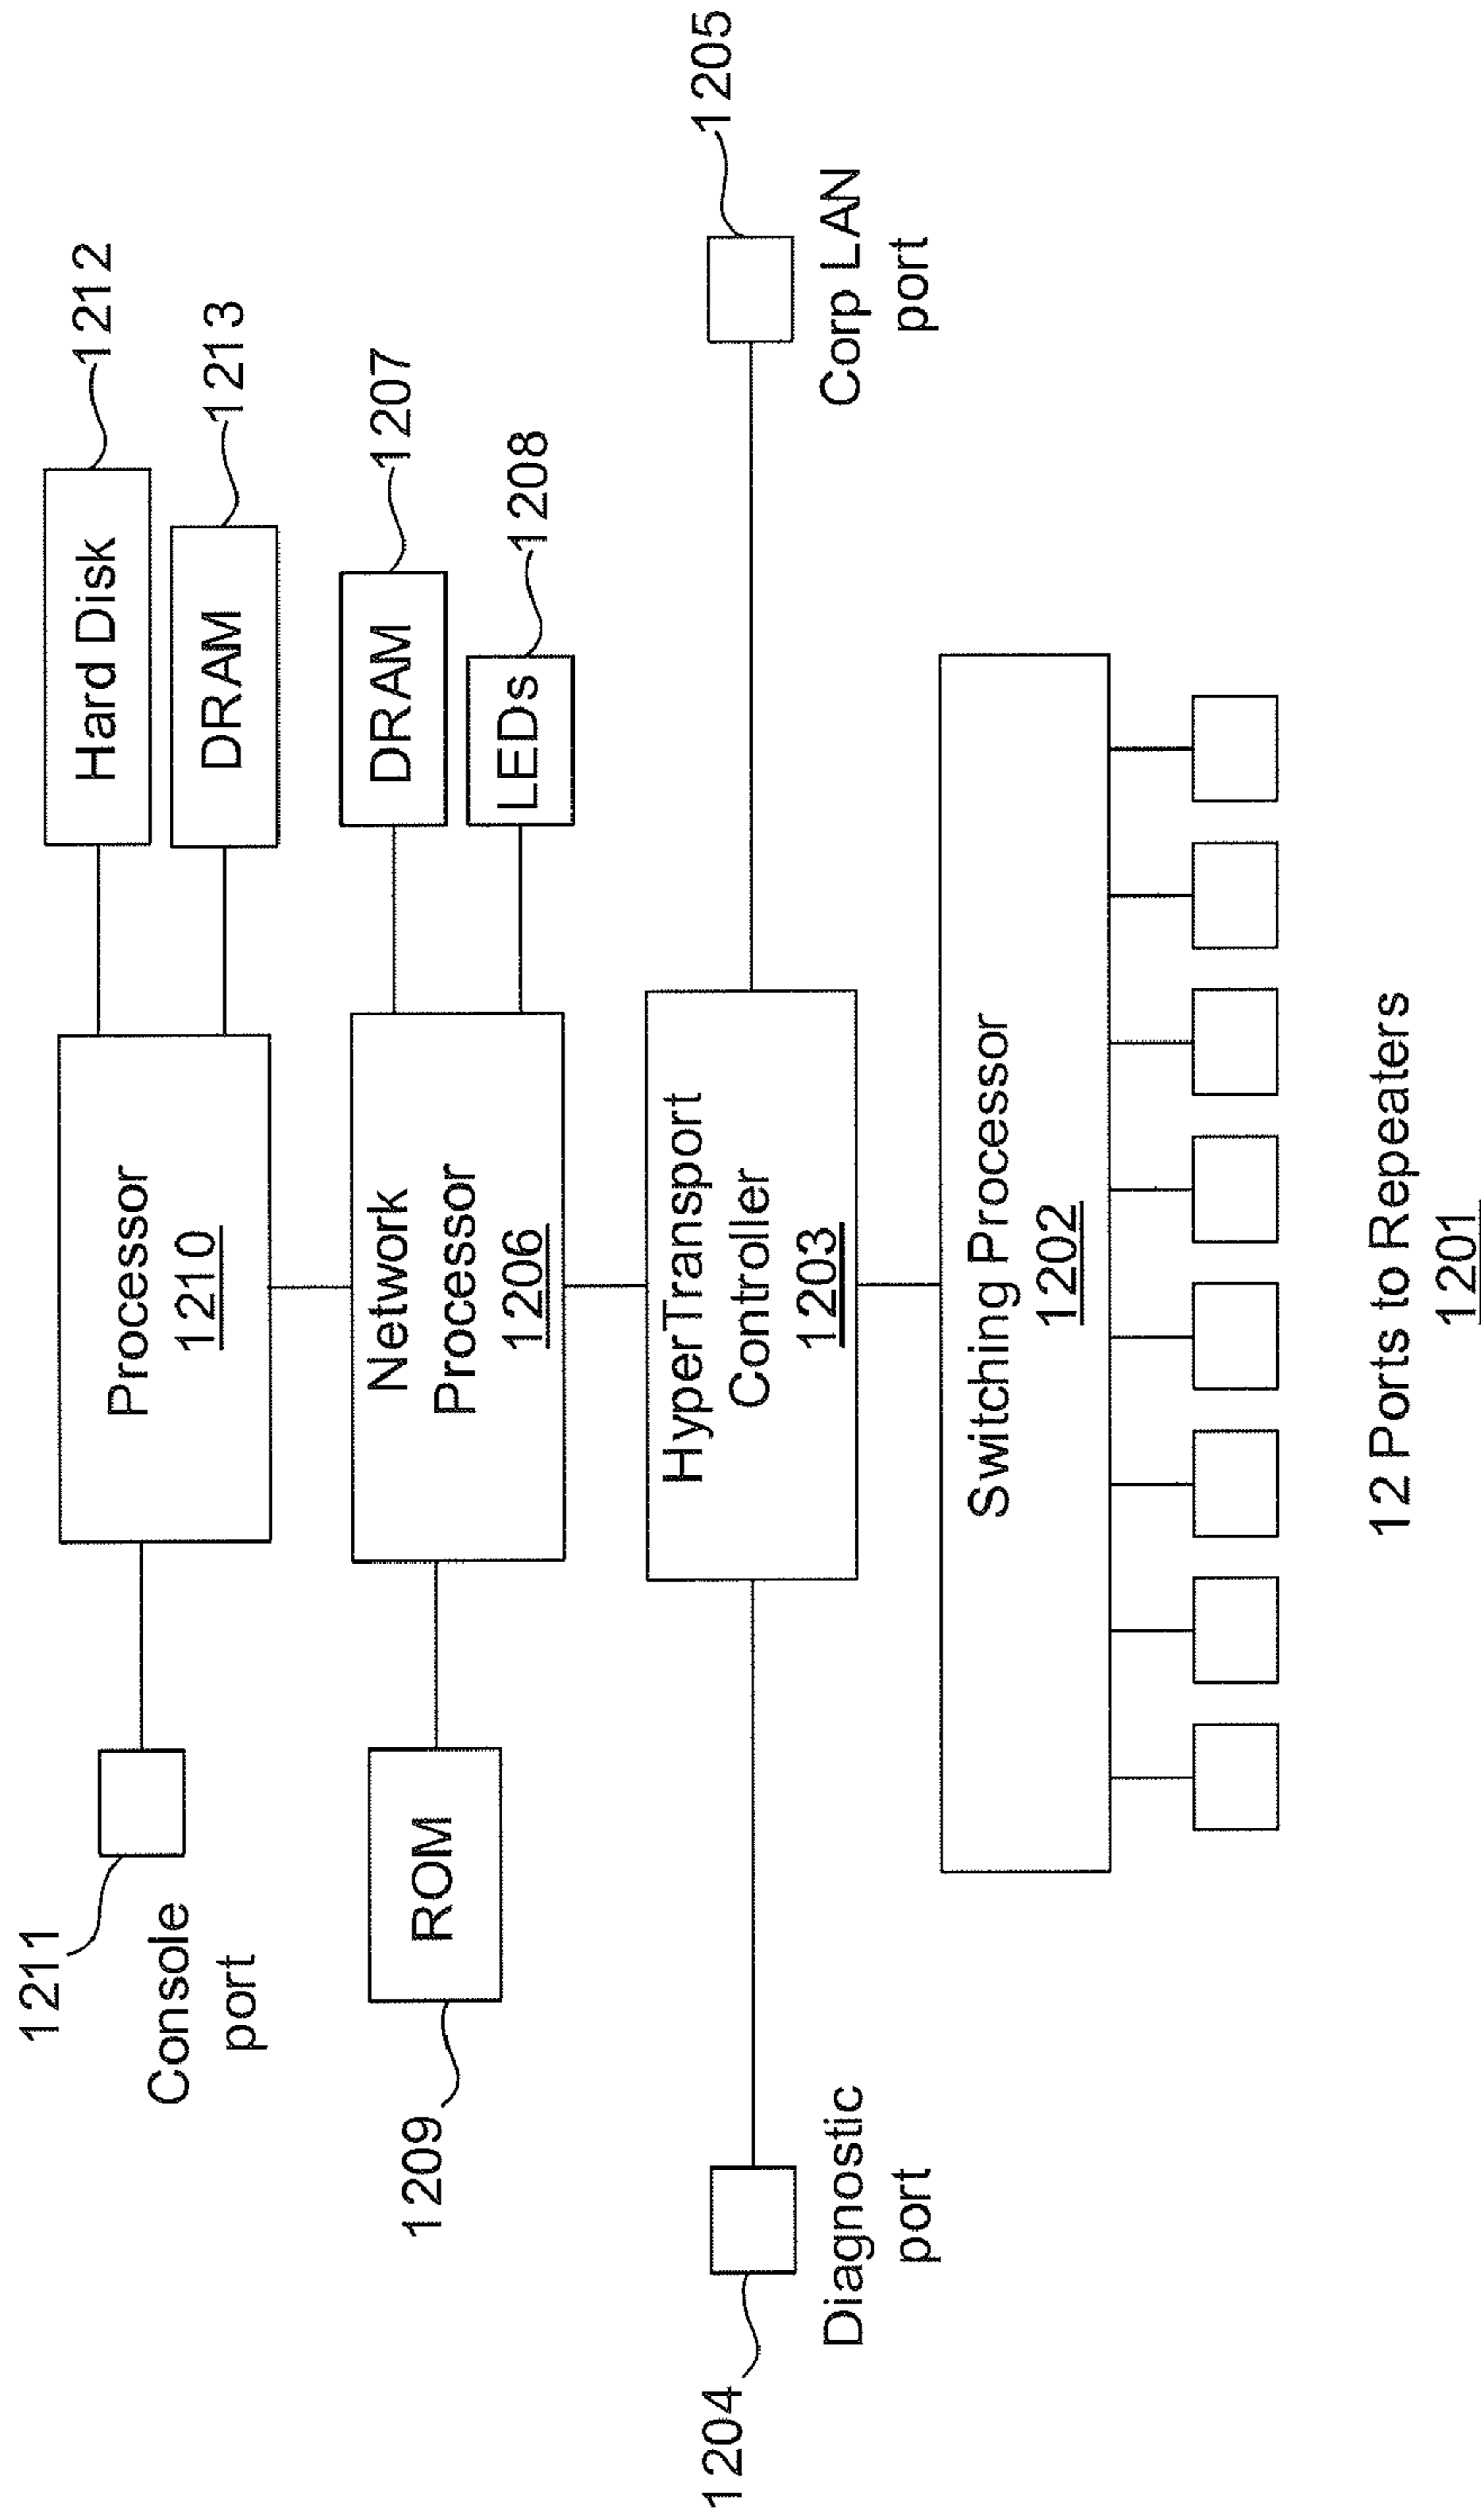 1211
Console
port
Processor
1210
Hard Disk
1212
DRAM
1213
1209
ROM
Network
Processor
1206
DRAM
1207
LEDs
1208
1204
Diagnostic
port
HyperTransport
Controller
1203
1205
Corp LAN
port
Switching Processor
1202
12 Ports to Repeaters
1201